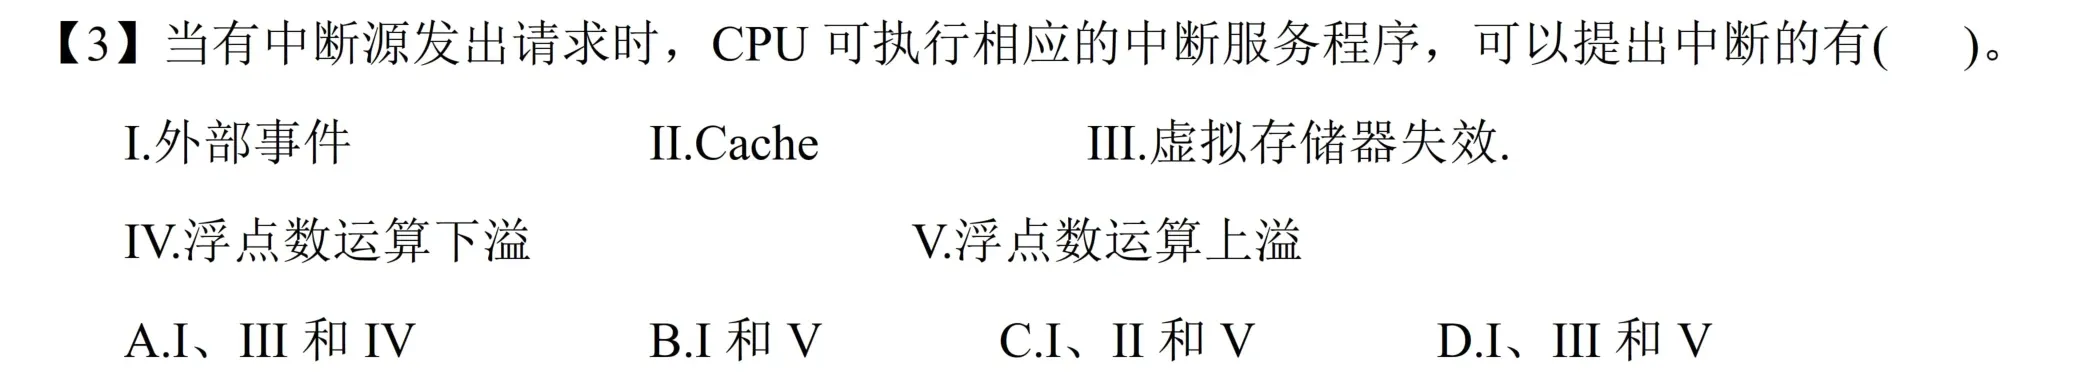 【3】当有中断源发出请求时，CPU 可执行相应的中断服务程序，可以提出中断的有(    )。
I.外部事件    II.Cache    III.虚拟存储器失效.
IV.浮点数运算下溢    V.浮点数运算上溢
A.I、III 和 IV    B.I 和 V    C.I、II 和 V    D.I、III 和 V